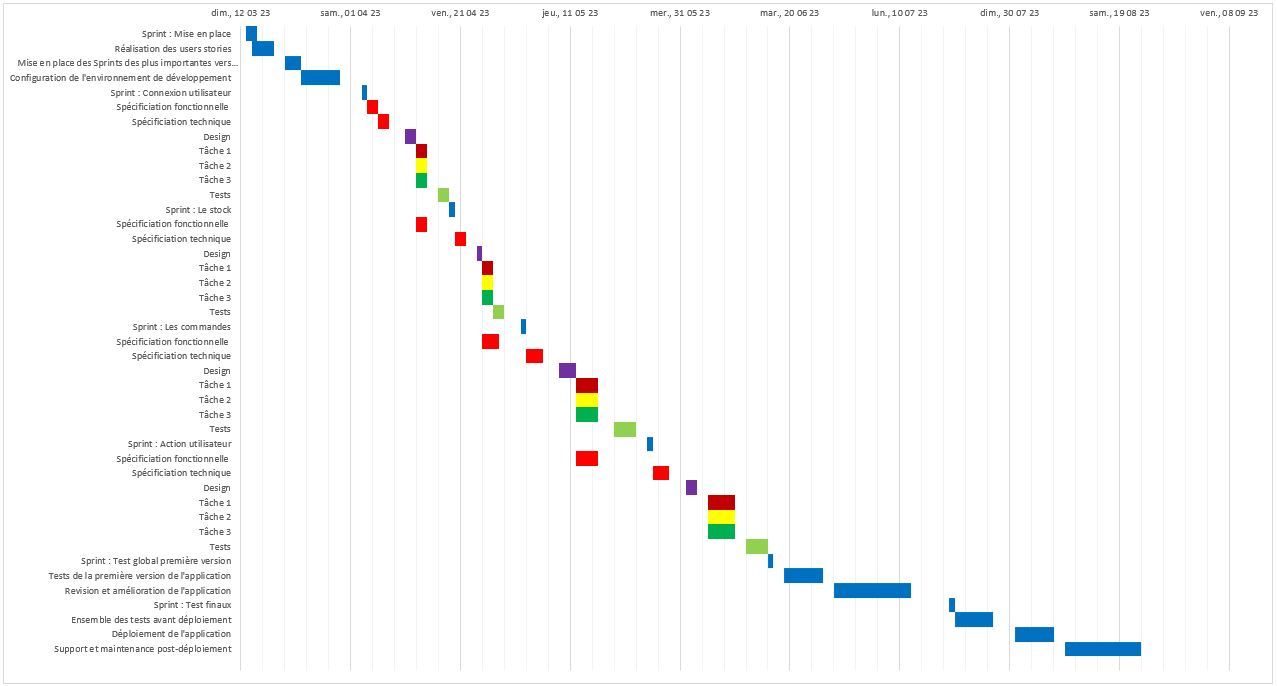 dim., 12 03 23 sam., 01 04 23 ven., 21 04 23 jeu., 11 05 23 mer., 31 05 23 mar., 20 06 23 lun., 10 07 23 dim., 30 07 23 sam., 19 08 23 ven., 08 09 23
Sprint : Mise en place
Réalisation des users stories
Mise en place des Sprints des plus importantes vers...
Configuration de l'environnement de développement
Sprint : Connexion utilisateur
Spécificiation fonctionnelle
Spécificiation technique
Design
Tâche 1
Tâche 2
Tâche 3
Tests
Sprint : Le stock
Spécificiation fonctionnelle
Spécificiation technique
Design
Tâche 1
Tâche 2
Tâche 3
Tests
Sprint : Les commandes
Spécificiation fonctionnelle
Spécificiation technique
Design
Tâche 1
Tâche 2
Tâche 3
Tests
Sprint : Action utilisateur
Spécificiation fonctionnelle
Spécificiation technique
Design
Tâche 1
Tâche 2
Tâche 3
Tests
Sprint : Test global première version
Tests de la première version de l'application
Revision et amélioration de l'application
Sprint : Test finaux
Ensemble des tests avant déploiement
Déploiement de l'application
Support et maintenance post-déploiement